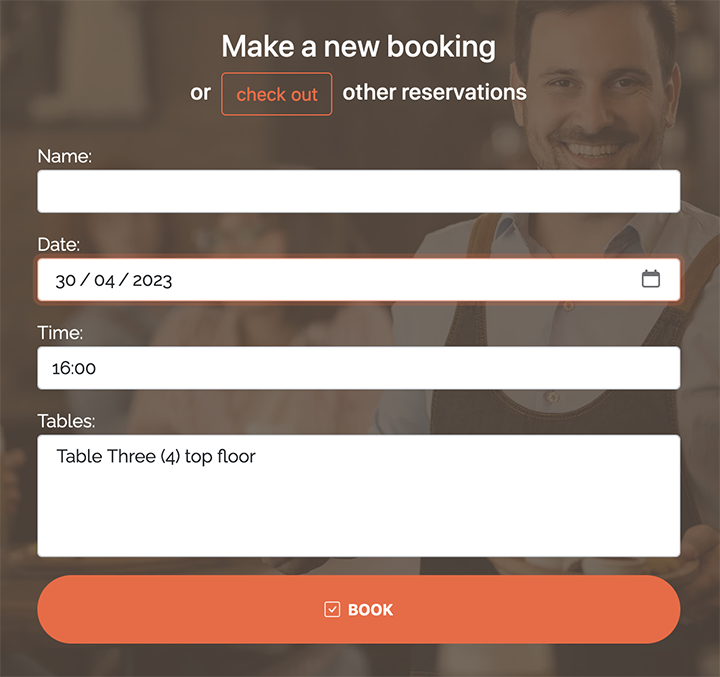 Make a new booking
or check out other reservations
Name:
Date:
30 / 04 / 2023
Time:
16:00
Tables:
Table Three (4) top floor
BOOK